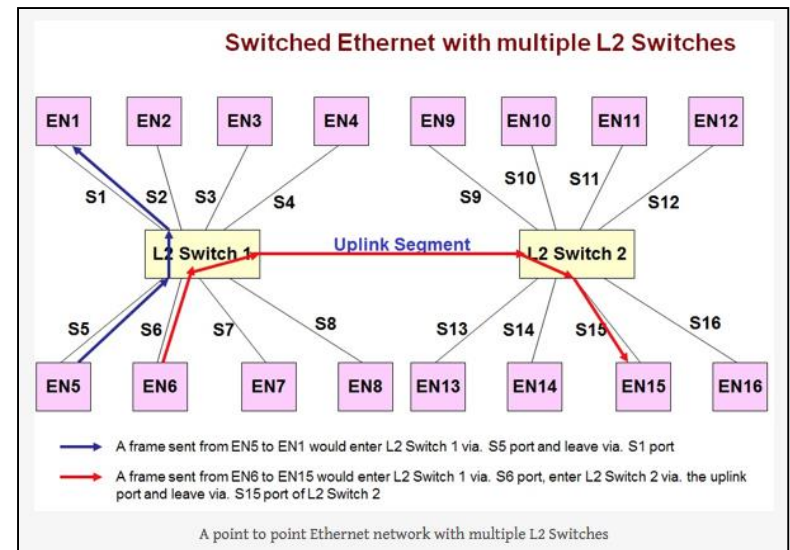 Switched Ethernet with multiple L2 Switches
EN1 EN2 EN3 EN4 EN9 EN10 EN11 EN12
S1 S2 S3 S4 S9 S10 S11 S12
L2 Switch 1 Uplink Segment L2 Switch 2
S5 S6 S7 S8 S13 S14 S15 S16
EN5 EN6 EN7 EN8 EN13 EN14 EN15 EN16
A frame sent from EN5 to EN1 would enter L2 Switch 1 via. S5 port and leave via. S1 port
A frame sent from EN6 to EN15 would enter L2 Switch 1 via. S6 port, enter L2 Switch 2 via. the uplink
port and leave via. S15 port of L2 Switch 2
A point to point Ethernet network with multiple L2 Switches